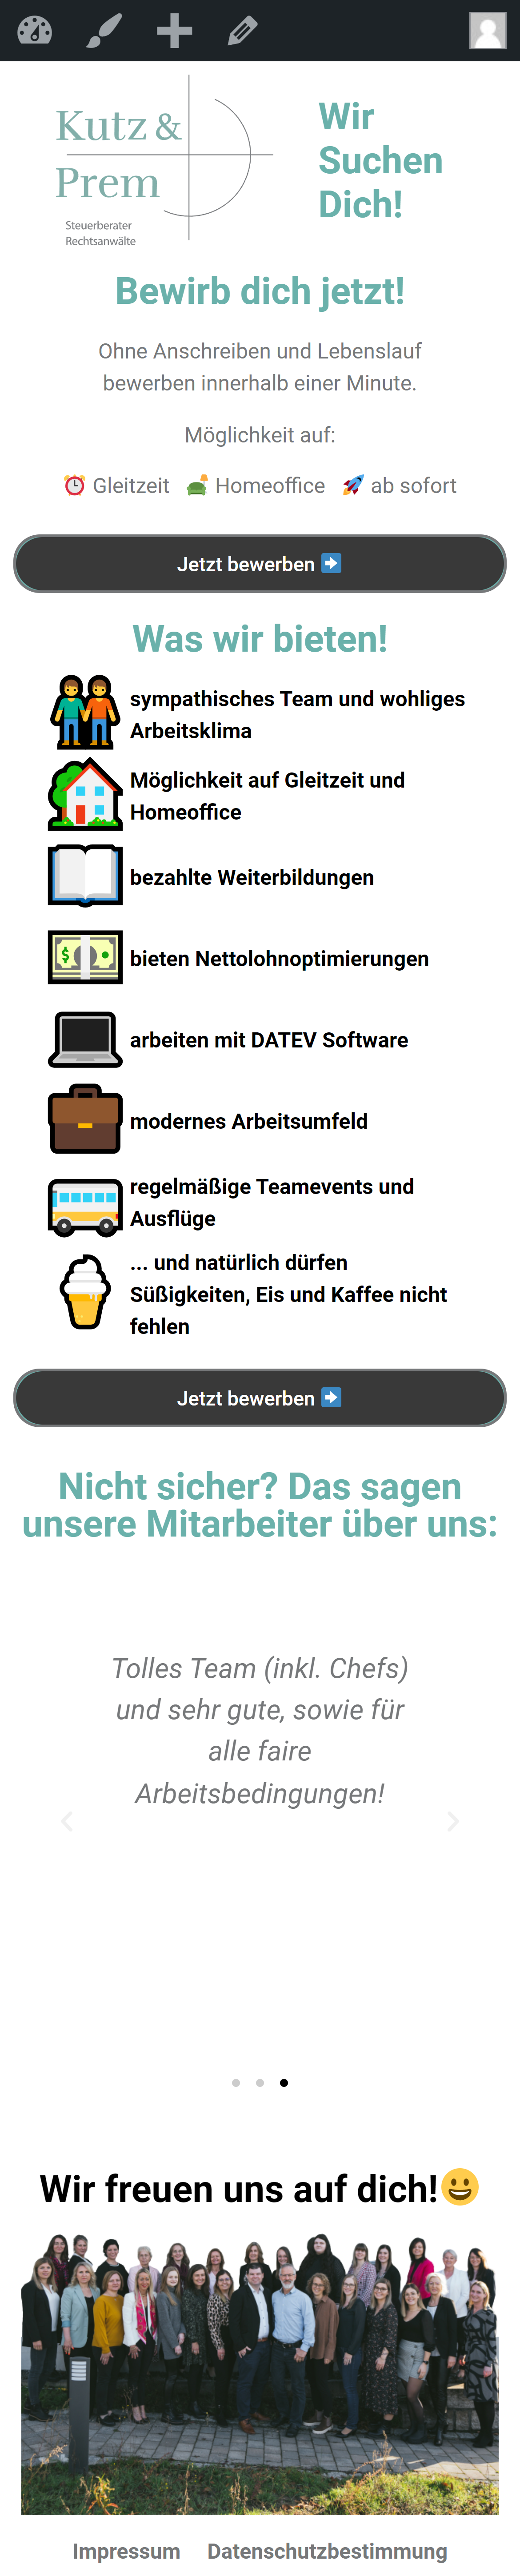 Kutz &
Prem
Steuerberater
Rechtsanwälte
Wir
Suchen
Dich!
Bewirb dich jetzt!
Ohne Anschreiben und Lebenslauf
bewerben innerhalb einer Minute.
Möglichkeit auf:
⏰ Gleitzeit 🛋 Homeoffice 🚀 ab sofort
Jetzt bewerben ➡
Was wir bieten!
sympathisches Team und wohliges
Arbeitsklima
Möglichkeit auf Gleitzeit und
Homeoffice
bezahlte Weiterbildungen
bieten Nettolohnoptimierungen
arbeiten mit DATEV Software
modernes Arbeitsumfeld
regelmäßige Teamevents und
Ausflüge
... und natürlich dürfen
Süßigkeiten, Eis und Kaffee nicht
fehlen
Jetzt bewerben ➡
Nicht sicher? Das sagen
unsere Mitarbeiter über uns:
Tolles Team (inkl. Chefs)
und sehr gute, sowie für
alle faire
Arbeitsbedingungen!
Wir freuen uns auf dich!😀
Impressum Datenschutzbestimmung